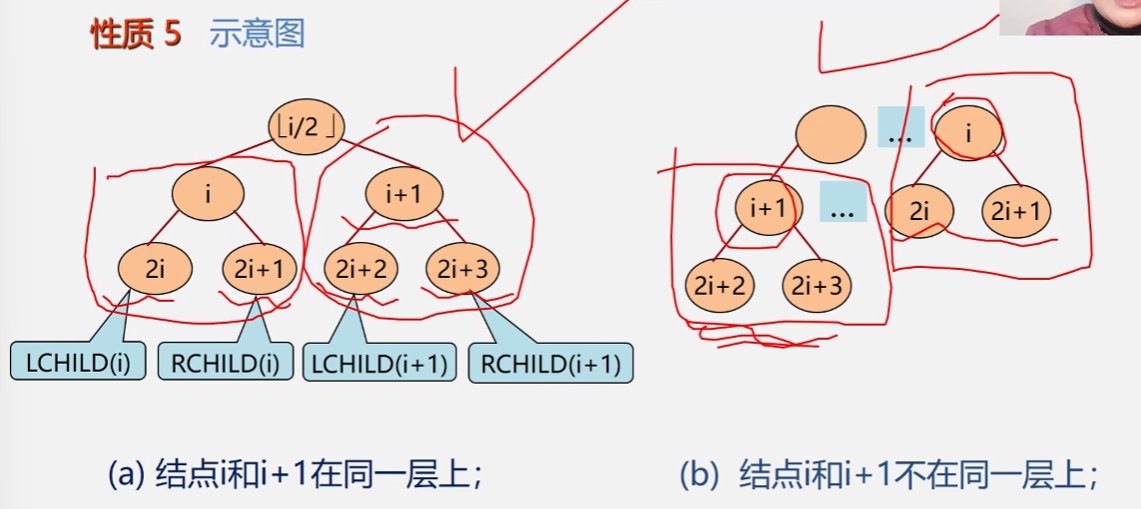 性质 5 示意图
⌊i/2⌋
i
i+1
2i
2i+1
2i+2
2i+3
LCHILD(i)
RCHILD(i)
LCHILD(i+1)
RCHILD(i+1)
(a) 结点i和i+1在同一层上；
...
i
i+1
...
2i
2i+1
2i+2
2i+3
(b) 结点i和i+1不在同一层上；